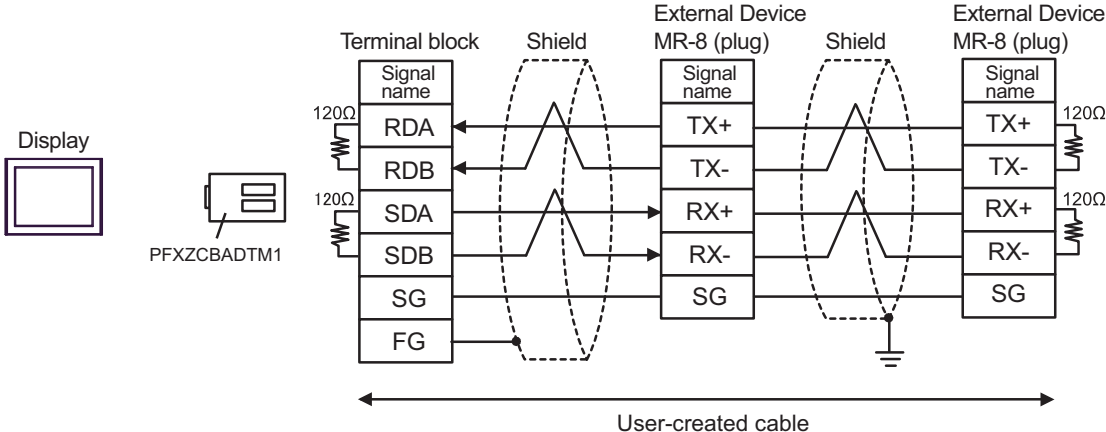 Display
PFXZCBADTM1
Terminal block
Shield
External Device
MR-8 (plug)
Shield
External Device
MR-8 (plug)
Signal
name
RDA
RDB
SDA
SDB
SG
FG
120Ω
120Ω
Signal
name
TX+
TX-
RX+
RX-
SG
Signal
name
TX+
TX-
RX+
RX-
SG
120Ω
120Ω
User-created cable